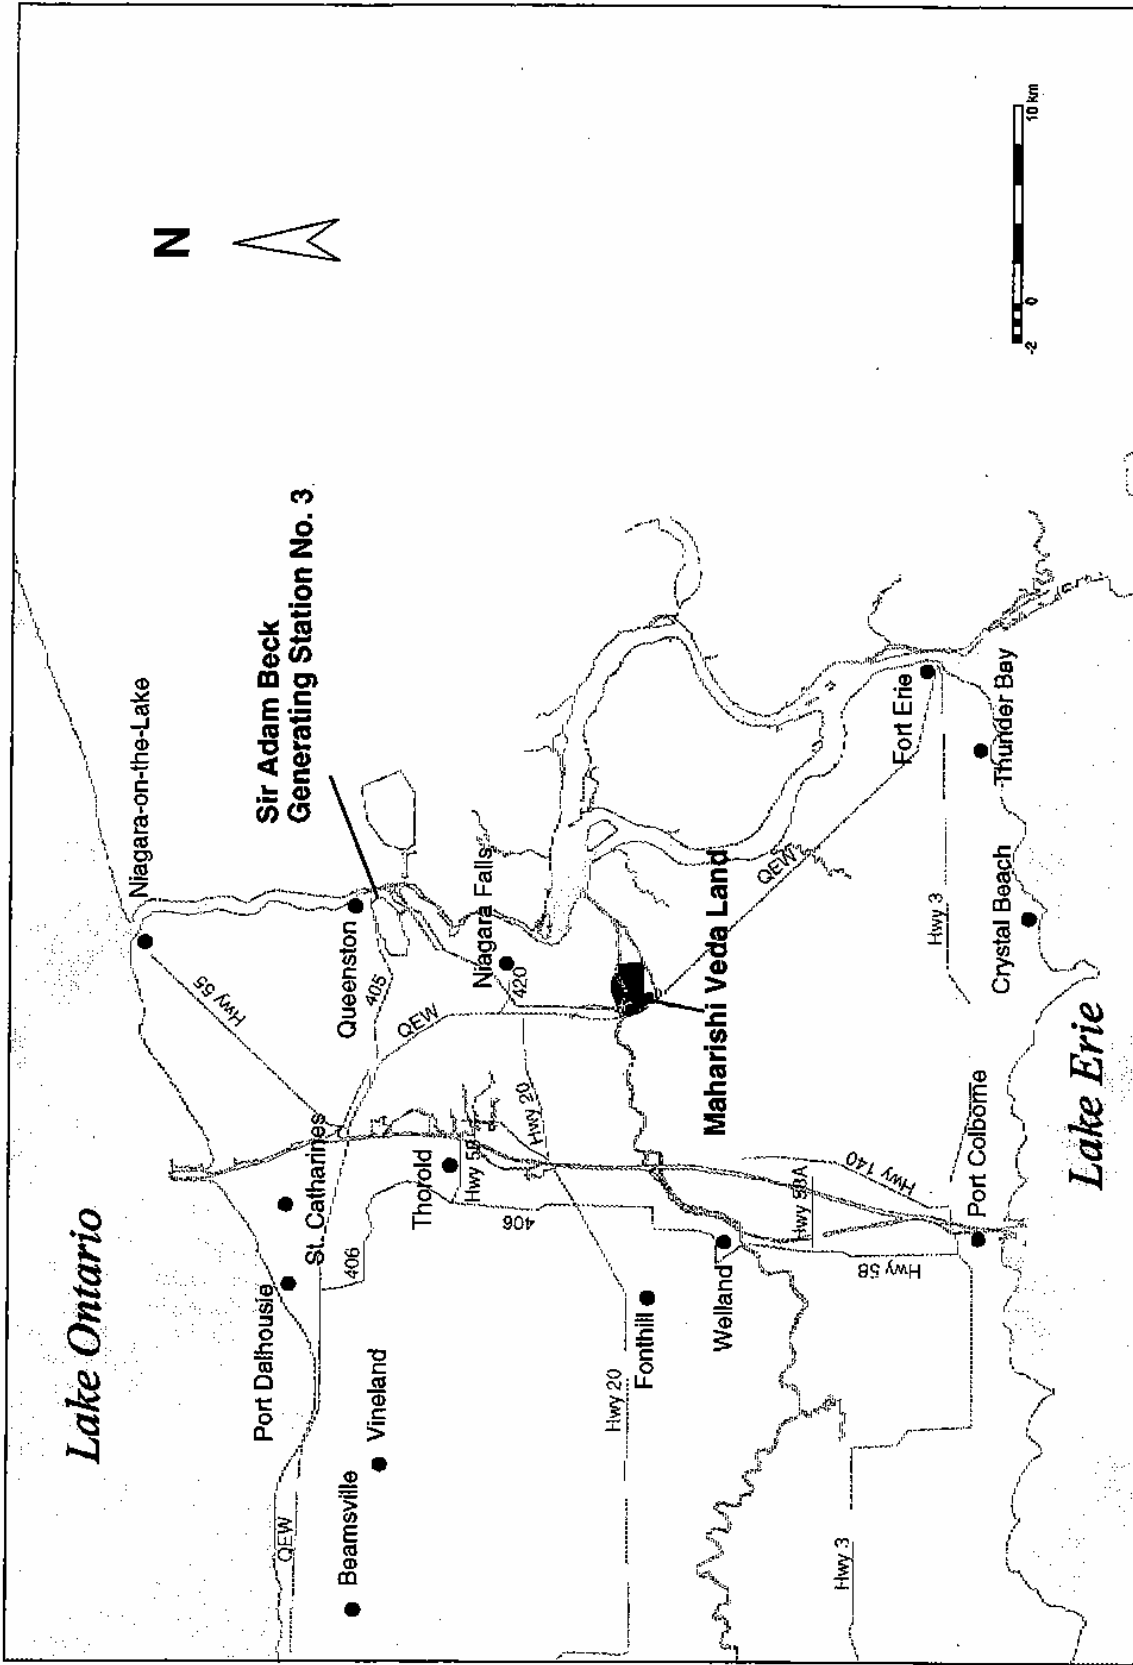 Lake Ontario
N
Niagara-on-the-Lake
Hwy 55
Sir Adam Beck
Generating Station No. 3
Port Dalhousie
St. Catharines
Queenston
405
QEW
QEW
Beamsville
Vineland
406
Thorold
Hwy 58
406
Niagara Falls
420
Hwy 20
Hwy 20
Fonthill
Welland
Maharishi Veda Land
QEW
Hwy 58A
Hwy 140
Hwy 58
Hwy 3
Hwy 3
Port Colborne
Crystal Beach
Thunder Bay
Fort Erie
Lake Erie
-2
0
10 km